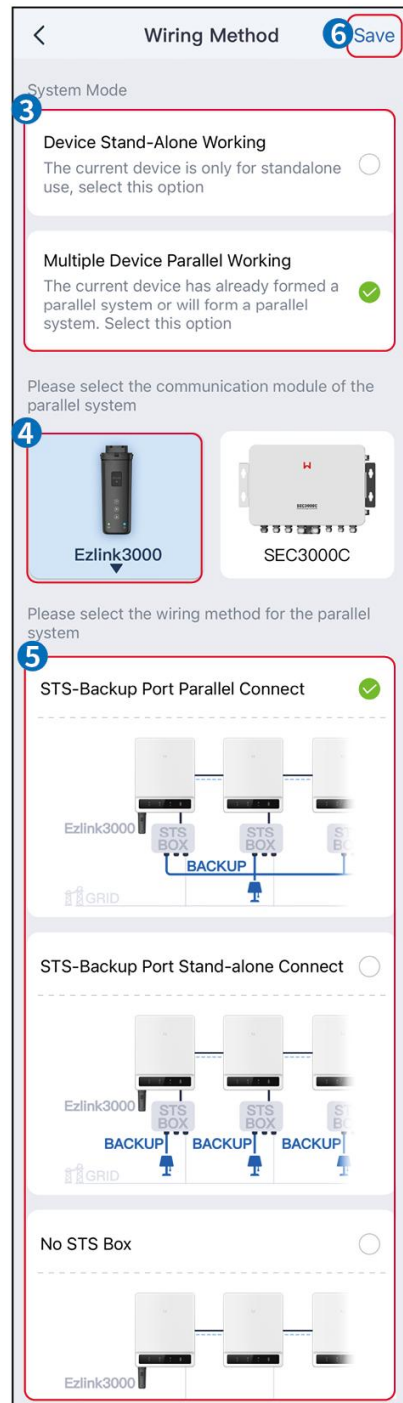 Wiring Method
6
Save
System Mode
3
Device Stand-Alone Working
The current device is only for standalone
use, select this option
Multiple Device Parallel Working
The current device has already formed a
parallel system or will form a parallel
system. Select this option
Please select the communication module of the
parallel system
4
Ezlink3000
SEC3000C
SEC3000C
Please select the wiring method for the parallel
system
5
STS-Backup Port Parallel Connect
Ezlink3000
STS
BOX
STS
BOX
ST
B
BACKUP
GRID
STS-Backup Port Stand-alone Connect
Ezlink3000
STS
BOX
STS
BOX
ST
B
BACKUP
BACKUP
BACKUP
GRID
No STS Box
Ezlink3000